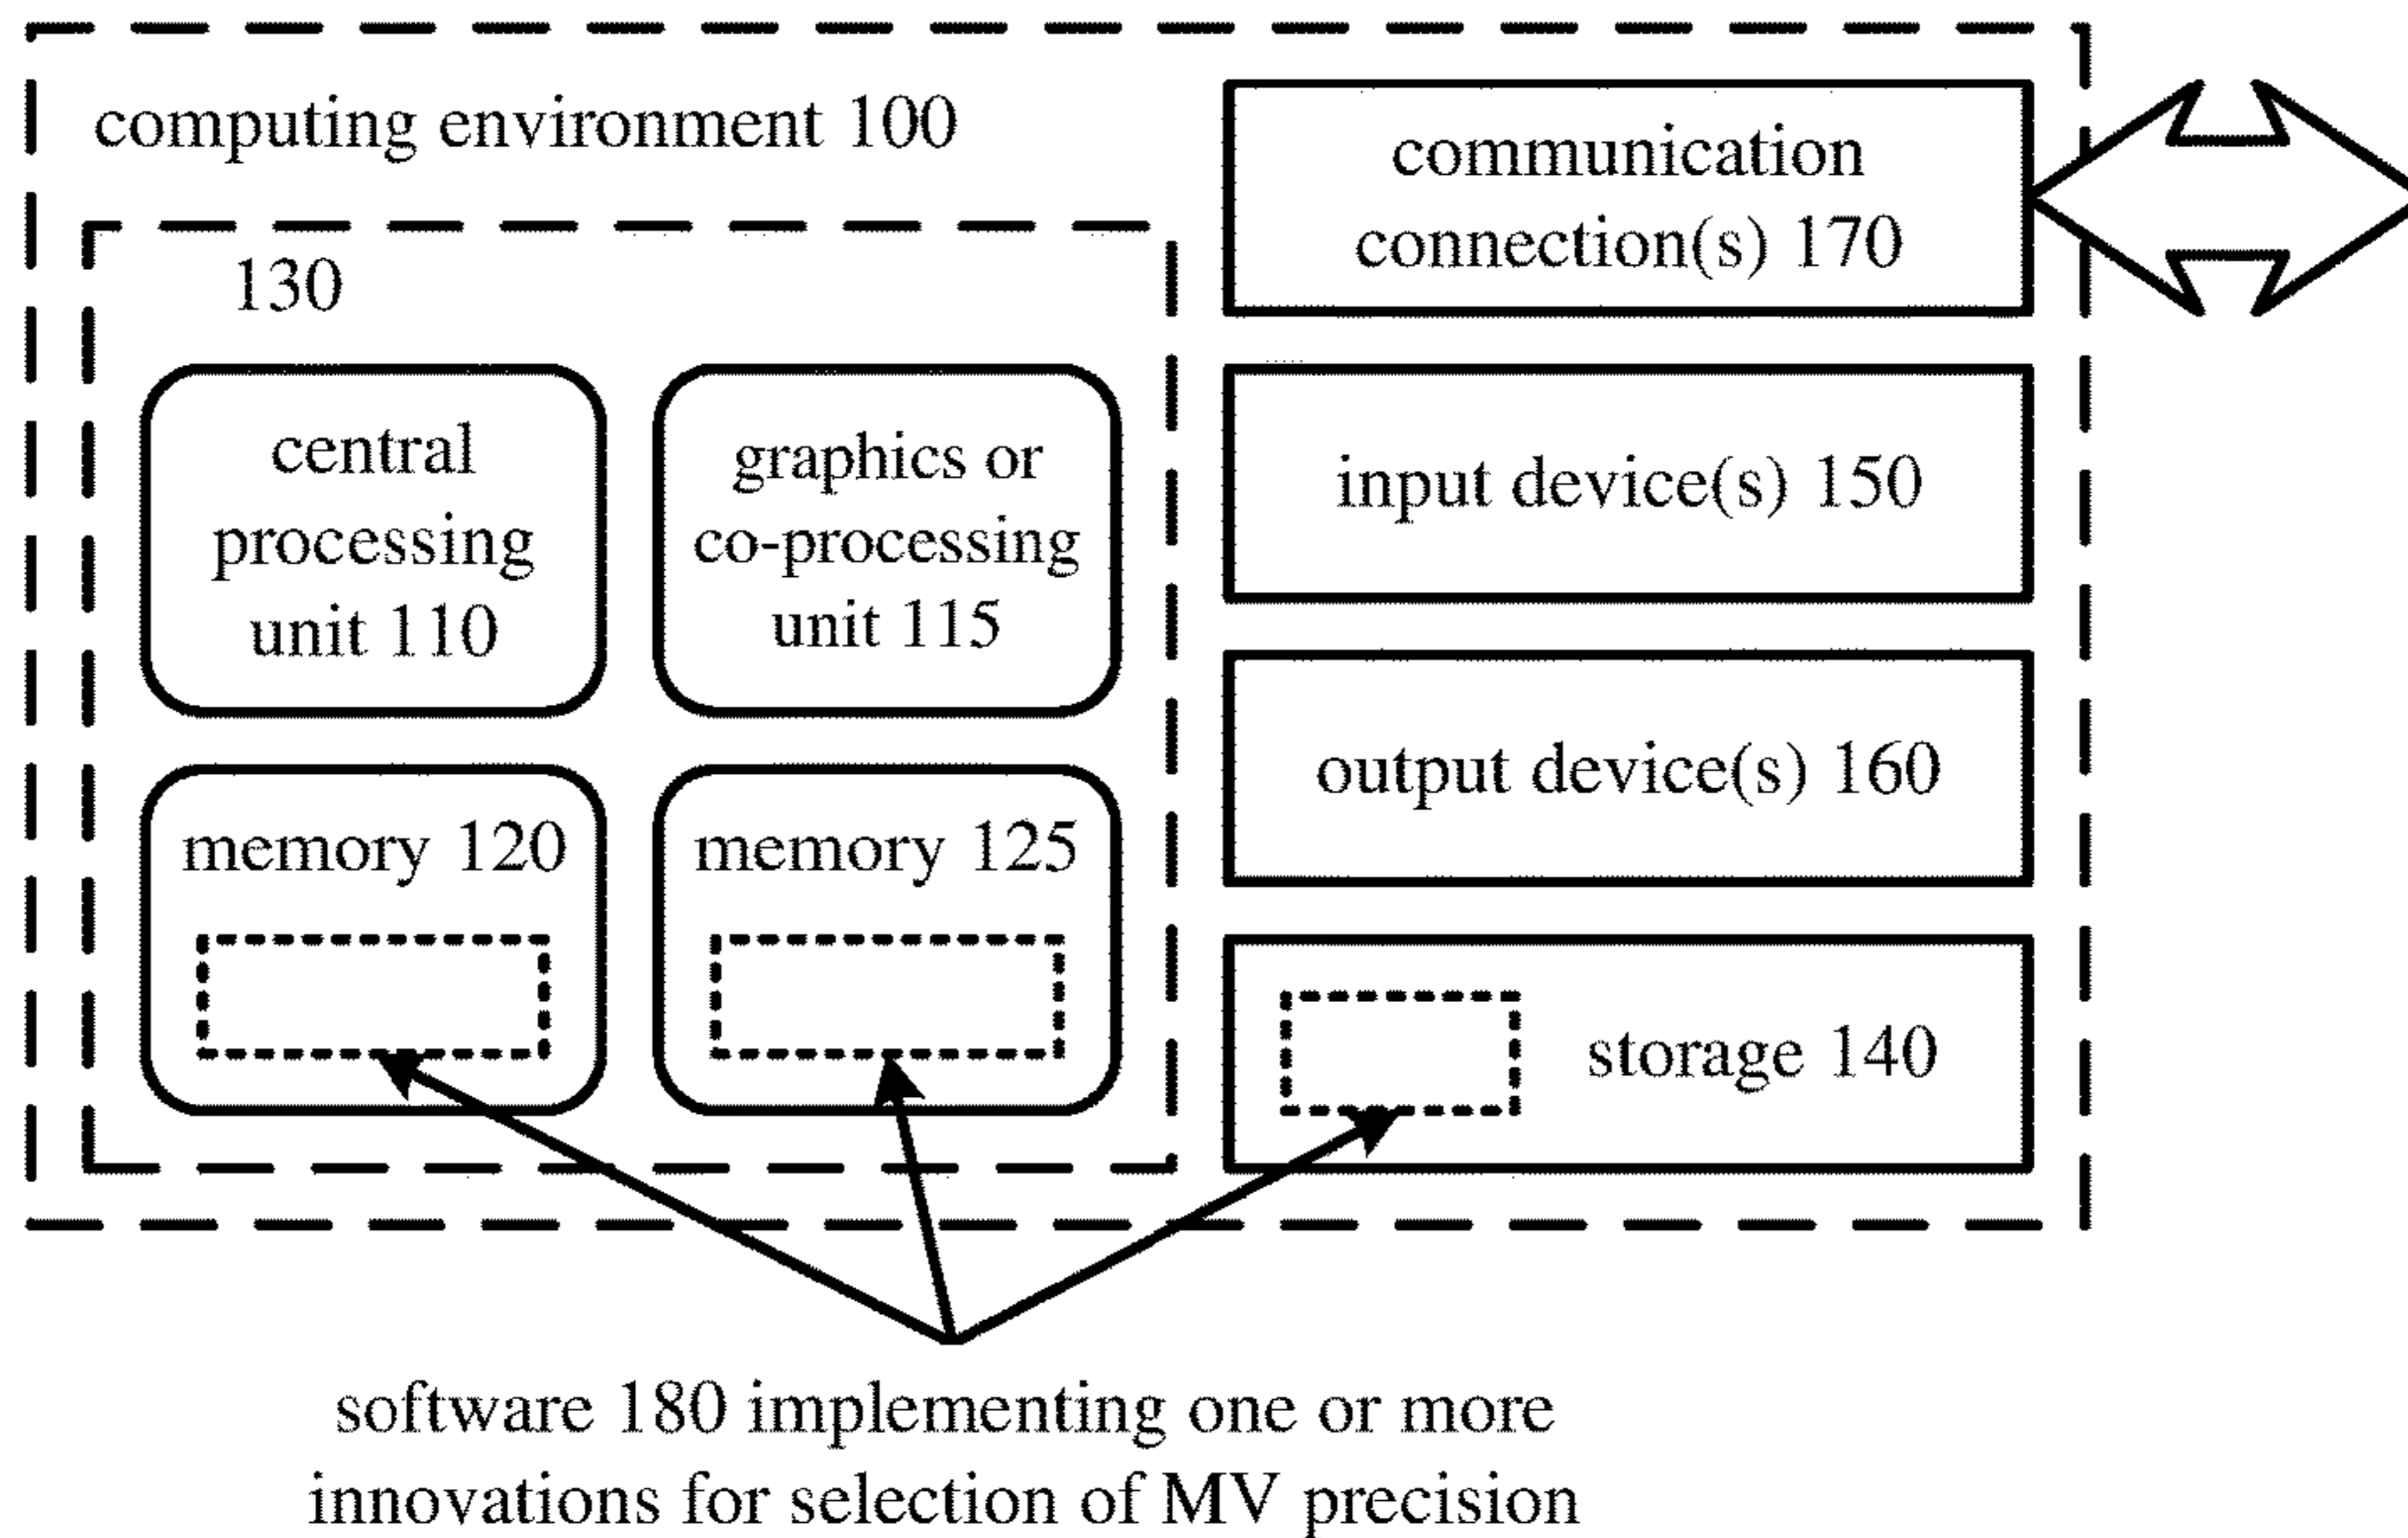 computing environment 100
130
central
processing
unit 110
graphics or
co-processing
unit 115
memory 120
memory 125
communication
connection(s) 170
input device(s) 150
output device(s) 160
storage 140
software 180 implementing one or more
innovations for selection of MV precision